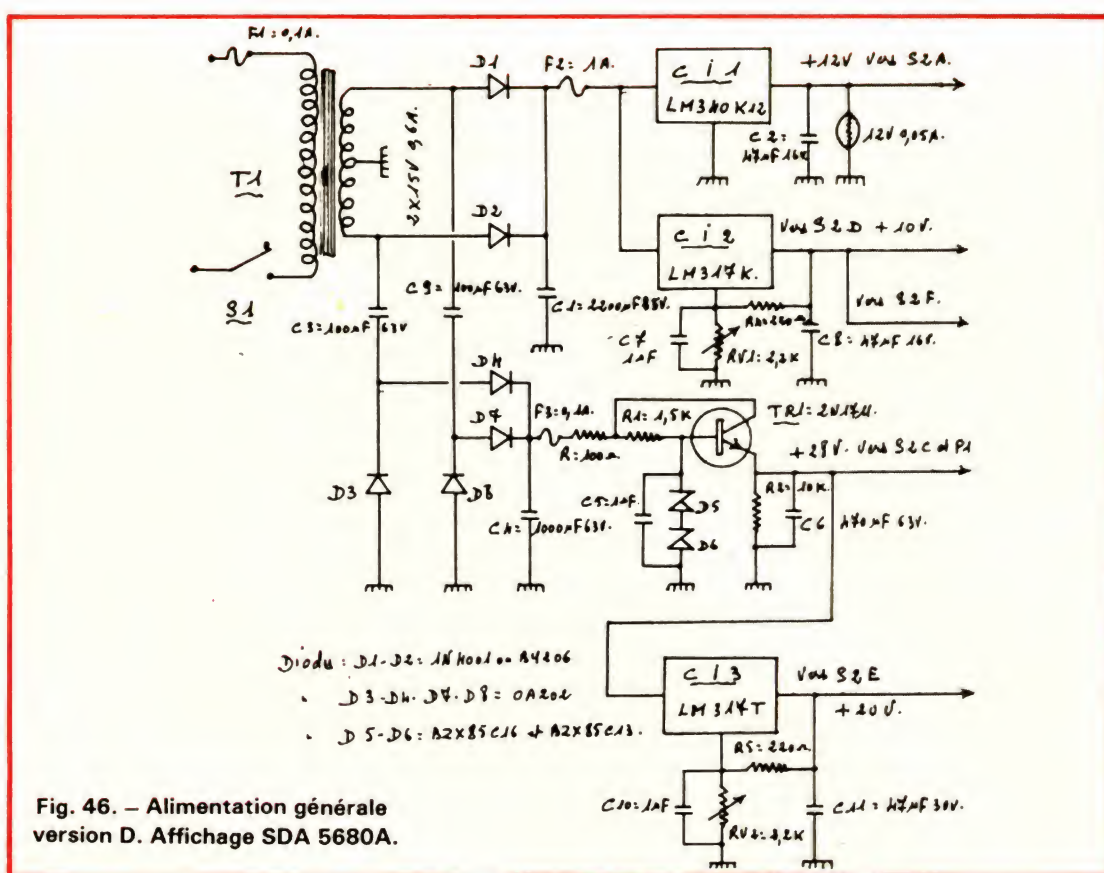 F1=0,1A.
D1
F2= 1A.
C i 1
LM340K12
+12V Vers S2A.
C2=
47µF 16V
12V 0,05A.
T1
2x15V 0,6A.
D2
C i 2
LM317K.
Vers S2D +10V.
Vers S2F.
S1
C3=100µF 63V
C9=100µF 63V.
C1=2200µF 35V.
C7
1µF
RV1=2,2K
R4=220Ω
C8=47µF 16V.
D4
D7
F3=0,1A.
R=100Ω
R1=1,5K
TR1=2N1711.
+28V. Vers S2C et P1
D3
D8
C4=
1000µF 63V.
C5=1µF.
D5
D6
R2=10K.
C6
470µF 63V.
Diodes: D1-D2= 1N4001 ou BY206
D3-D4-D7-D8= OA202
D5-D6= BZX85C16 + BZX85C13.
C i 3
LM317T
Vers S2E
+20V.
R5=220Ω
C10=1µF
RV2=2,2K
C11=47µF 30V.
Fig. 46. – Alimentation générale
version D. Affichage SDA 5680A.